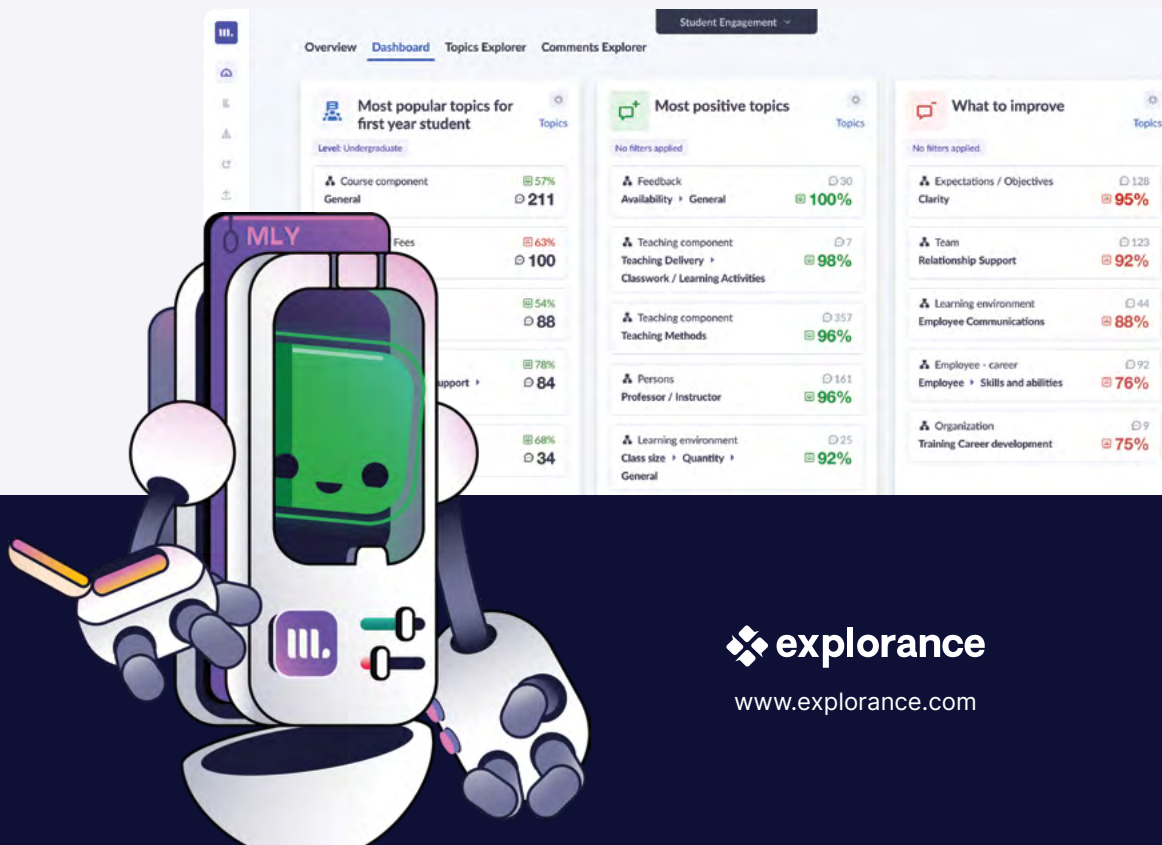 Student Engagement
m.
Overview Dashboard Topics Explorer Comments Explorer
Most popular topics for
first year student
Topics
Level: Undergraduate
Course component 57%
General 211
Fees 63%
100
54%
88
78%
upport 84
68%
34
Most positive topics
Topics
No filters applied
Feedback 30
Availability General 100%
Teaching component 7
Teaching Delivery 98%
Classwork / Learning Activities
Teaching component 357
Teaching Methods 96%
Persons 161
Professor / Instructor 96%
Learning environment 25
Class size Quantity 92%
General
What to improve
Topics
No filters applied
Expectations / Objectives 128
Clarity 95%
Team 123
Relationship Support 92%
Learning environment 44
Employee Communications 88%
Employee - career 92
Employee Skills and abilities 76%
Organization 9
Training Career development 75%
MLY
m.
explorance
www.explorance.com